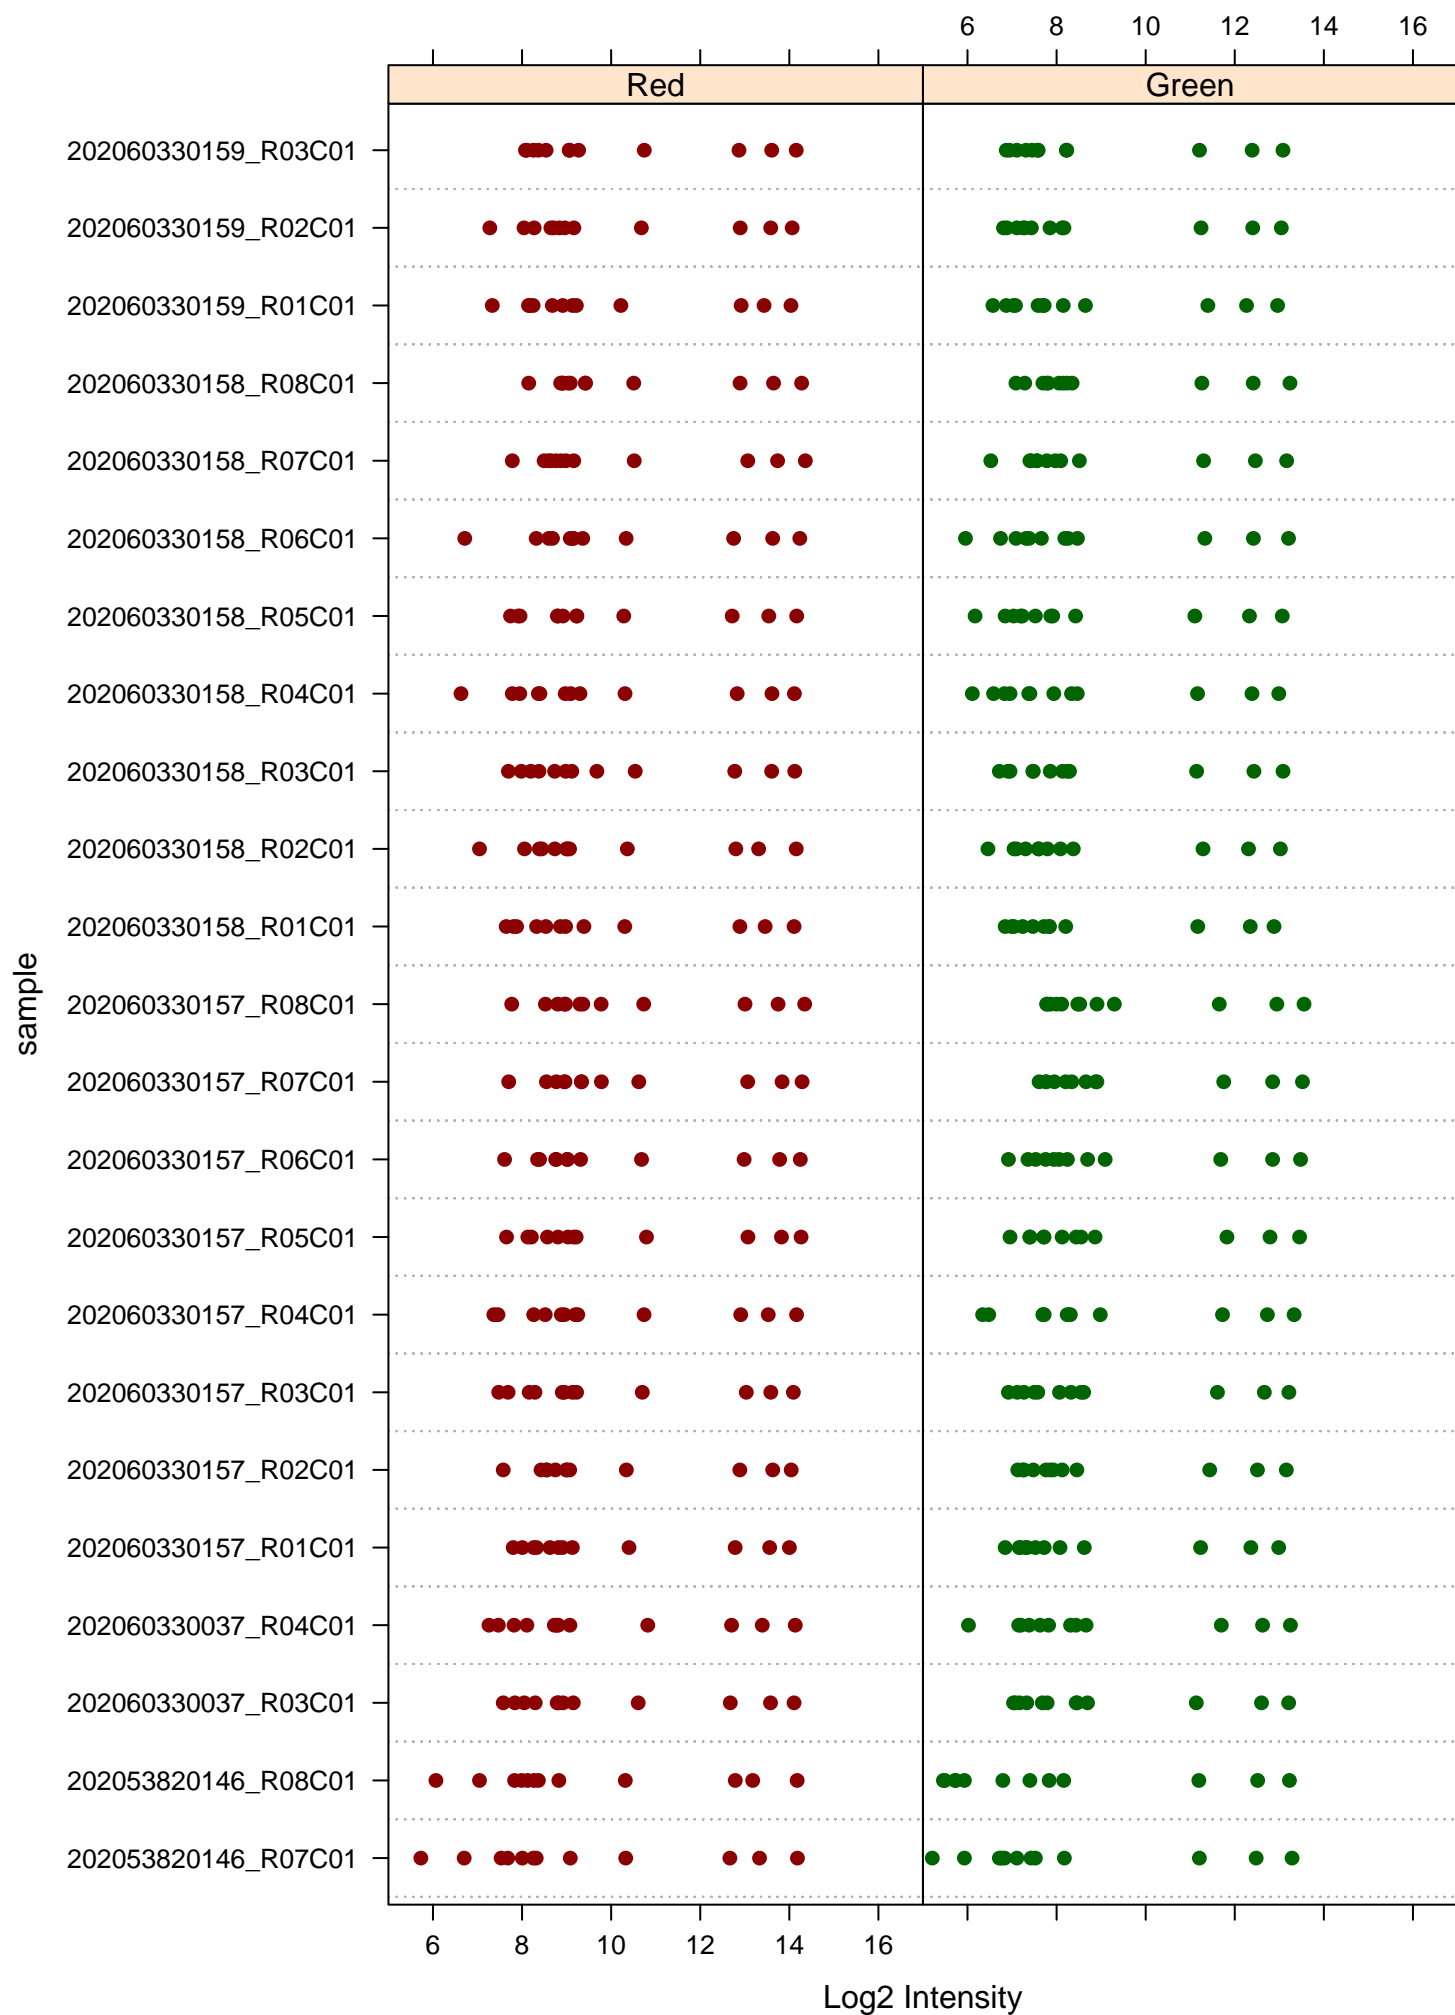 6 8 10 12 14 16
Red Green
202060330159_R03C01
202060330159_R02C01
202060330159_R01C01
202060330158_R08C01
202060330158_R07C01
202060330158_R06C01
202060330158_R05C01
202060330158_R04C01
202060330158_R03C01
202060330158_R02C01
202060330158_R01C01
sample
202060330157_R08C01
202060330157_R07C01
202060330157_R06C01
202060330157_R05C01
202060330157_R04C01
202060330157_R03C01
202060330157_R02C01
202060330157_R01C01
202060330037_R04C01
202060330037_R03C01
202053820146_R08C01
202053820146_R07C01
6 8 10 12 14 16
Log2 Intensity